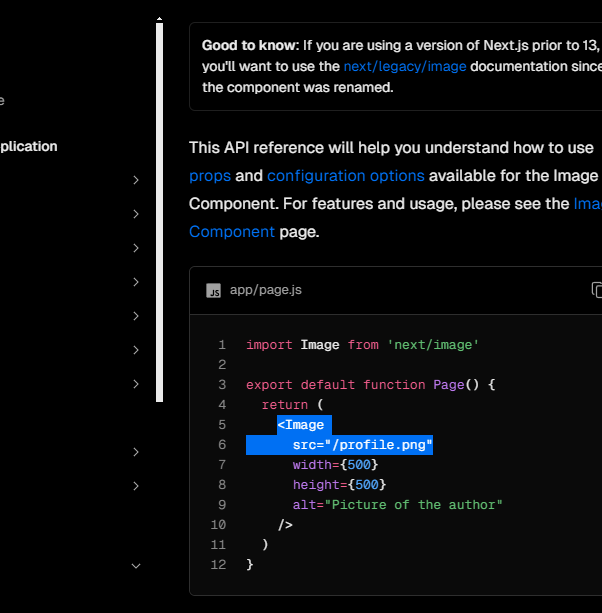 e
plication
Good to know: If you are using a version of Next.js prior to 13,
you'll want to use the next/legacy/image documentation since
the component was renamed.
This API reference will help you understand how to use
props and configuration options available for the Image
Component. For features and usage, please see the Ima
Component page.
JS app/page.js
1 import Image from 'next/image'
2
3 export default function Page() {
4 return (
5 <Image
6 src="/profile.png"
7 width={500}
8 height={500}
9 alt="Picture of the author"
10 />
11 )
12 }